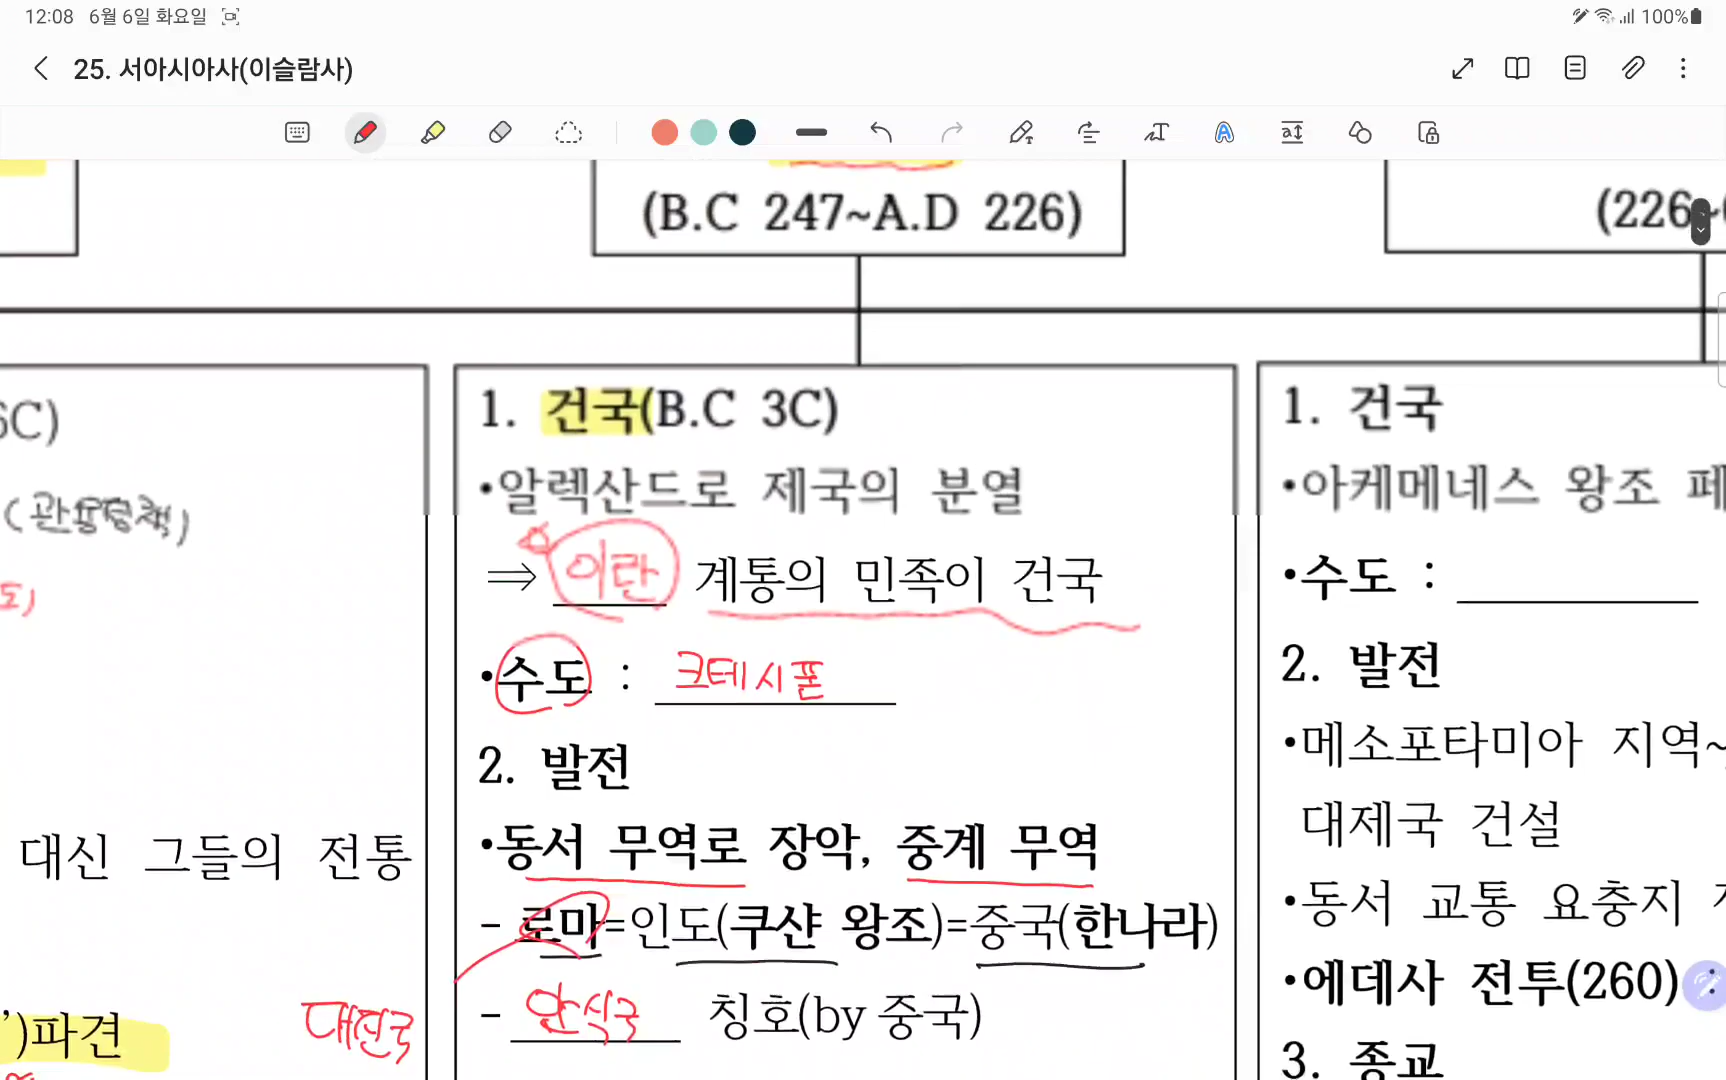 12:08 6월 6일 화요일
100%
25. 서아시아사(이슬람사)
(B.C 247~A.D 226)
(226~
6C)
(관용정책)
대신 그들의 전통
)파견
대진국
1. 건국(B.C 3C)
•알렉산드로 제국의 분열
⇒ 이란 계통의 민족이 건국
•수도 : 크테시폰
2. 발전
•동서 무역로 장악, 중계 무역
- 로마=인도(쿠샨 왕조)=중국(한나라)
- 안식국 칭호(by 중국)
1. 건국
•아케메네스 왕조 페
•수도 :
2. 발전
•메소포타미아 지역~
대제국 건설
•동서 교통 요충지
•에데사 전투(260)
3. 종교